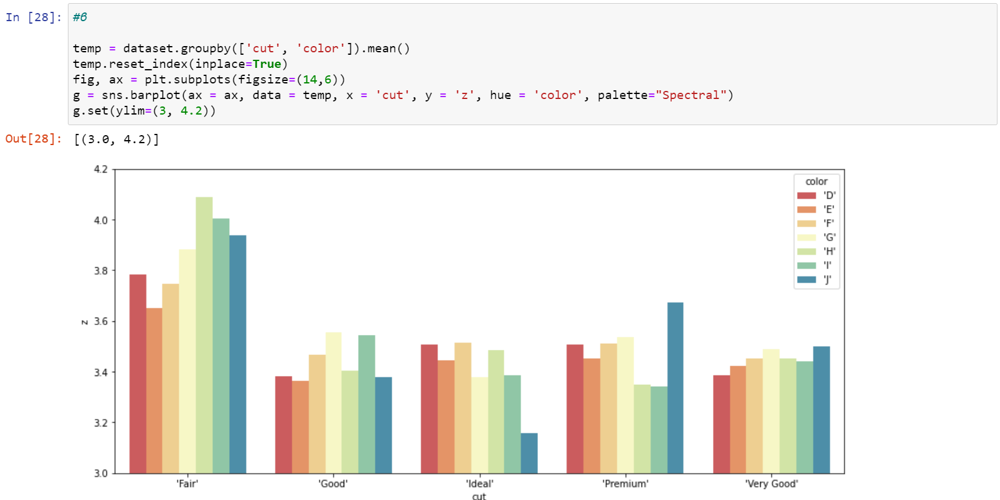 In [28]:
#в
temp = dataset.groupby(['cut', 'color']).mean()
temp.reset_index(inplace=True)
fig, ax = plt.subplots(figsize=(14,6))
g = sns.barplot(ax = ax, data = temp, x = 'cut', y = 'z', hue = 'color', palette="Spectral")
g.set(ylim=(3, 4.2))
Out[28]: [(3.0, 4.2)]
4.2
4.0
3.8
3.6
3.4
3.2
3.0
z
color
'D'
'E'
'F'
'G'
'H'
'I'
'J'
'Fair' 'Good' 'Ideal' 'Premium' 'Very Good'
cut